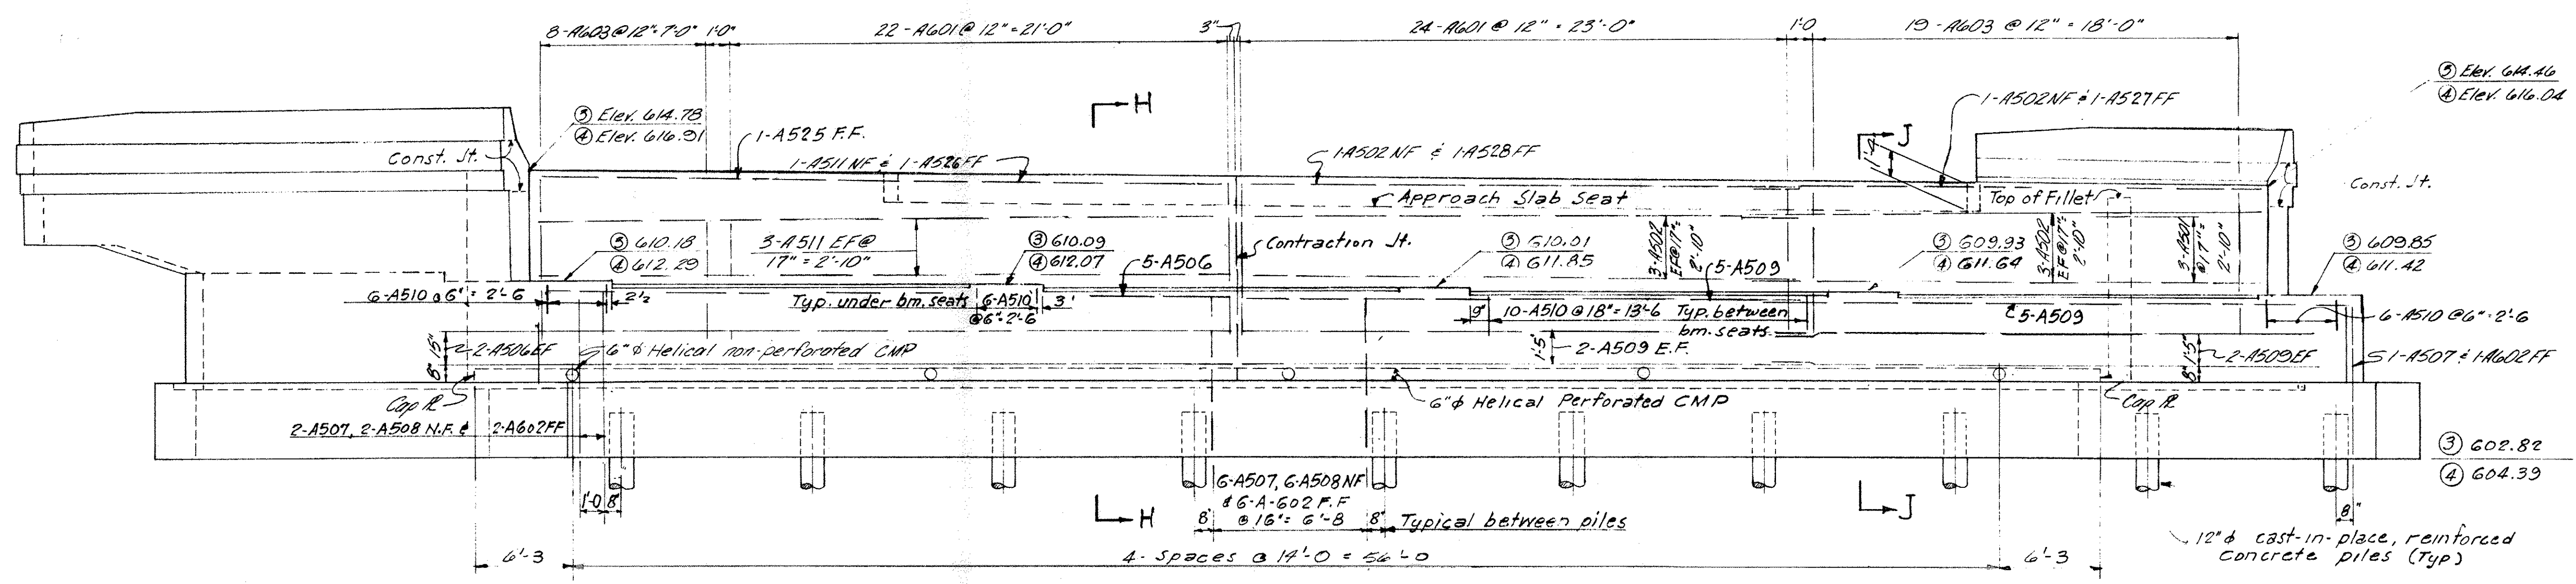 8-A603@12"=7'-0"
1'-0"
22-A601@12"=21'-0"
3"
24-A601@12"=23'-0"
1'-0
19-A603@12"=18'-0"
③ Elev. 614.46
④ Elev. 616.04
H
1-A502NF & 1-A527FF
③ Elev. 614.78
④ Elev. 616.91
1-A525 F.F.
J
1'-4"
Const. Jt.
1-A511NF & 1-A526FF
1-A502NF & 1-A528FF
Approach Slab Seat
Top of Fillet
Const. Jt.
③ 610.18
④ 612.29
3-A511 EF@
17"=2'-10"
③ 610.09
④ 612.07
Contraction Jt.
③ 610.01
④ 611.85
3-A502
EF@17"=
2'-10"
③ 609.93
④ 611.64
3-A502
EF@17"=
2'-10"
3-A501
@17"=
2'-10"
③ 609.85
④ 611.42
5-A506
5-A509
6-A510@6"=2'-6
2½
Typ. under bm. seats
6-A510
@6"=2'-6
3"
9"
10-A510@18"=13'-6
Typ. between
bm. seats
5-A509
6-A510@6"=2'-6
15"
8"
2-A506EF
6"ϕ Helical non-perforated CMP
1'-5"
2-A509 E.F.
1'-5"
8"
2-A509EF
1-A507 & 1-A602FF
Cap PL
6"ϕ Helical Perforated CMP
Cap PL
2-A507, 2-A508 N.F. &
2-A602FF
③ 602.82
④ 604.39
1'-0
8"
6-A507, 6-A508NF
& 6-A-602 F.F
@16"=6'-8
8"
8"
Typical between piles
H
J
8"
12"ϕ cast-in-place, reinforced
concrete piles (Typ)
6'-3
4-Spaces @ 14'-0 = 56'-0
6'-3